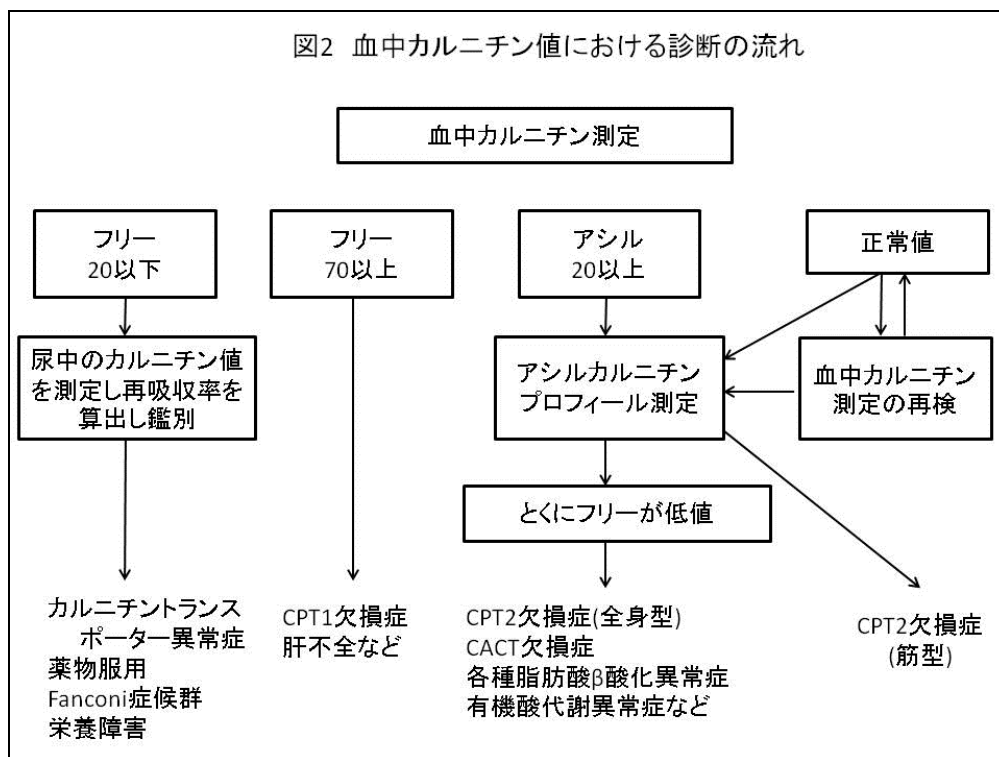 図2 血中カルニチン値における診断の流れ
血中カルニチン測定
フリー
20以下
フリー
70以上
アシル
20以上
正常値
尿中のカルニチン値
を測定し再吸収率を
算出し鑑別
アシルカルニチン
プロフィール測定
血中カルニチン
測定の再検
とくにフリーが低値
カルニチントランス
ポーター異常症
薬物服用
Fanconi症候群
栄養障害
CPT1欠損症
肝不全など
CPT2欠損症(全身型)
CACT欠損症
各種脂肪酸β酸化異常症
有機酸代謝異常症など
CPT2欠損症
(筋型)